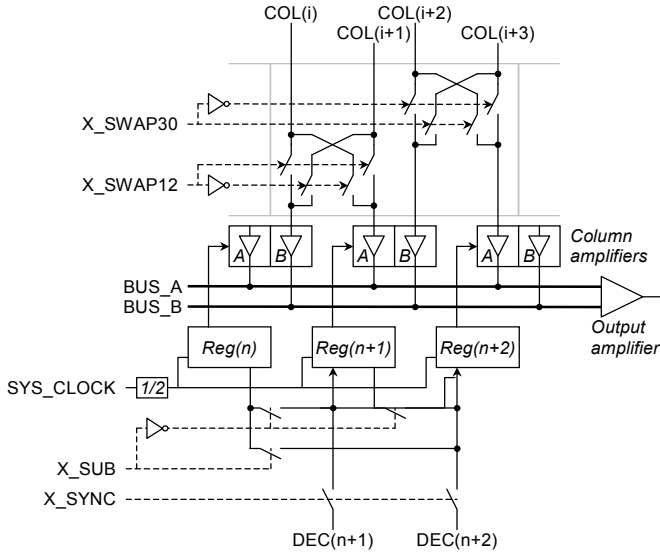 COL(i)
COL(i+2)
COL(i+1)
COL(i+3)
X_SWAP30
X_SWAP12
A
B
A
B
A
B
Column
amplifiers
BUS_A
BUS_B
Output
amplifier
Reg(n)
Reg(n+1)
Reg(n+2)
SYS_CLOCK
1/2
X_SUB
X_SYNC
DEC(n+1)
DEC(n+2)